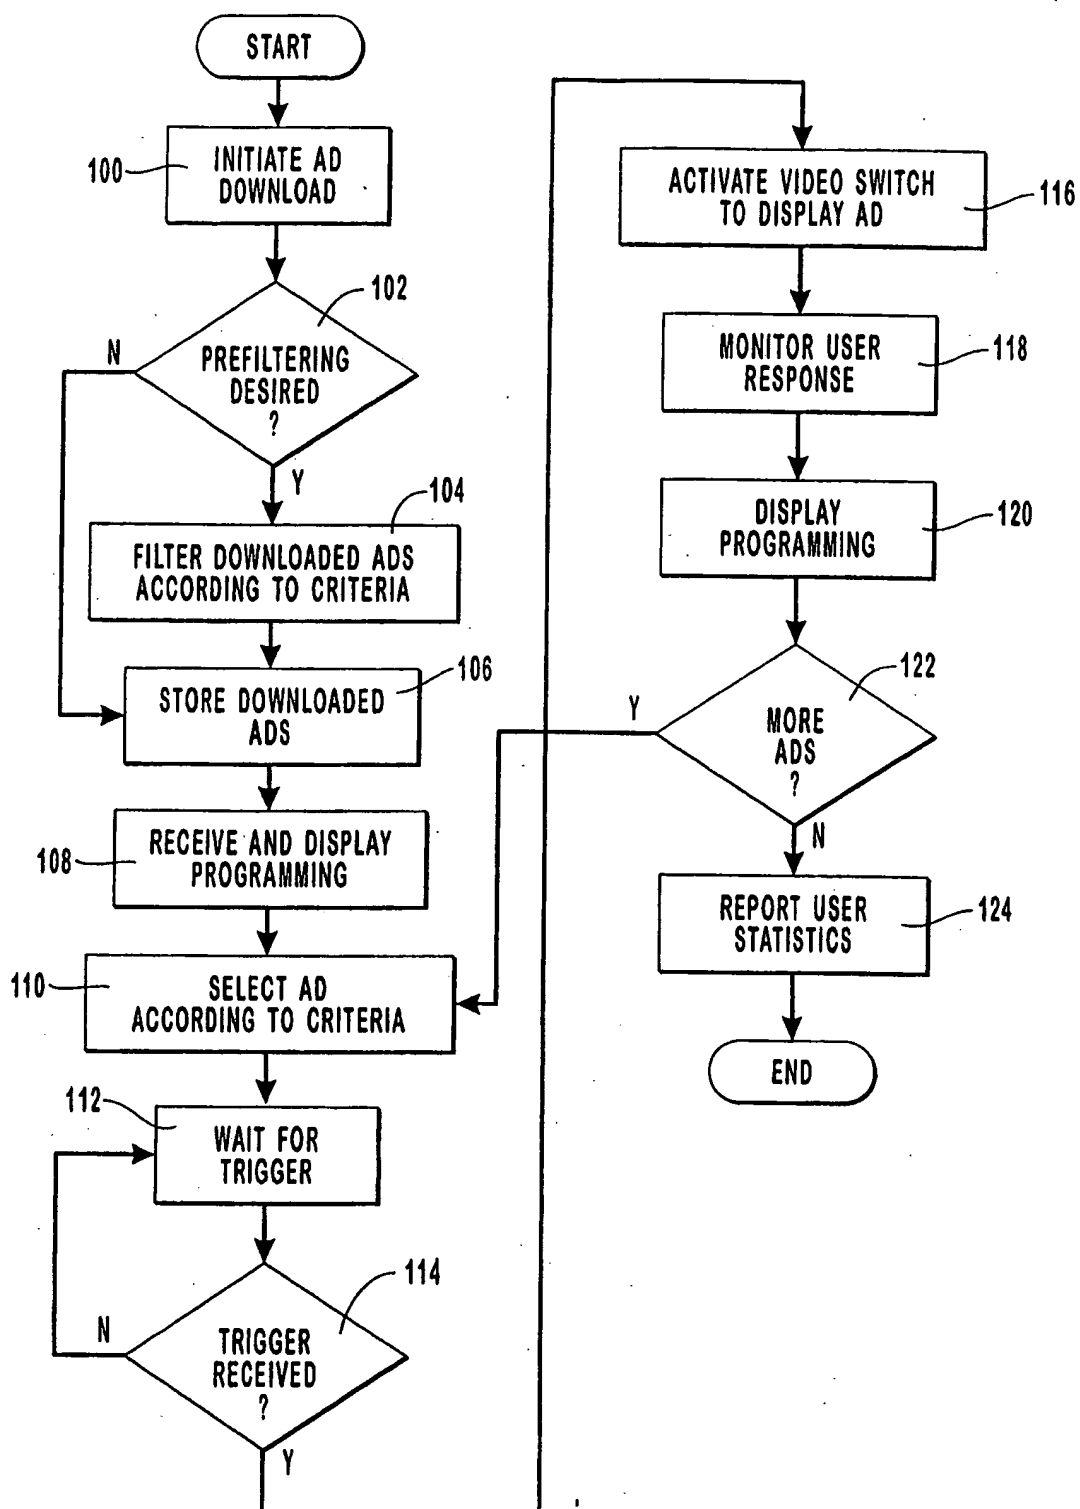 START
100
INITIATE AD
DOWNLOAD
102
N
PREFILTERING
DESIRED
?
Y
104
FILTER DOWNLOADED ADS
ACCORDING TO CRITERIA
106
STORE DOWNLOADED
ADS
108
RECEIVE AND DISPLAY
PROGRAMMING
110
SELECT AD
ACCORDING TO CRITERIA
112
WAIT FOR
TRIGGER
114
N
TRIGGER
RECEIVED
?
Y
ACTIVATE VIDEO SWITCH
TO DISPLAY AD
116
MONITOR USER
RESPONSE
118
DISPLAY
PROGRAMMING
120
122
Y
MORE
ADS
?
N
REPORT USER
STATISTICS
124
END